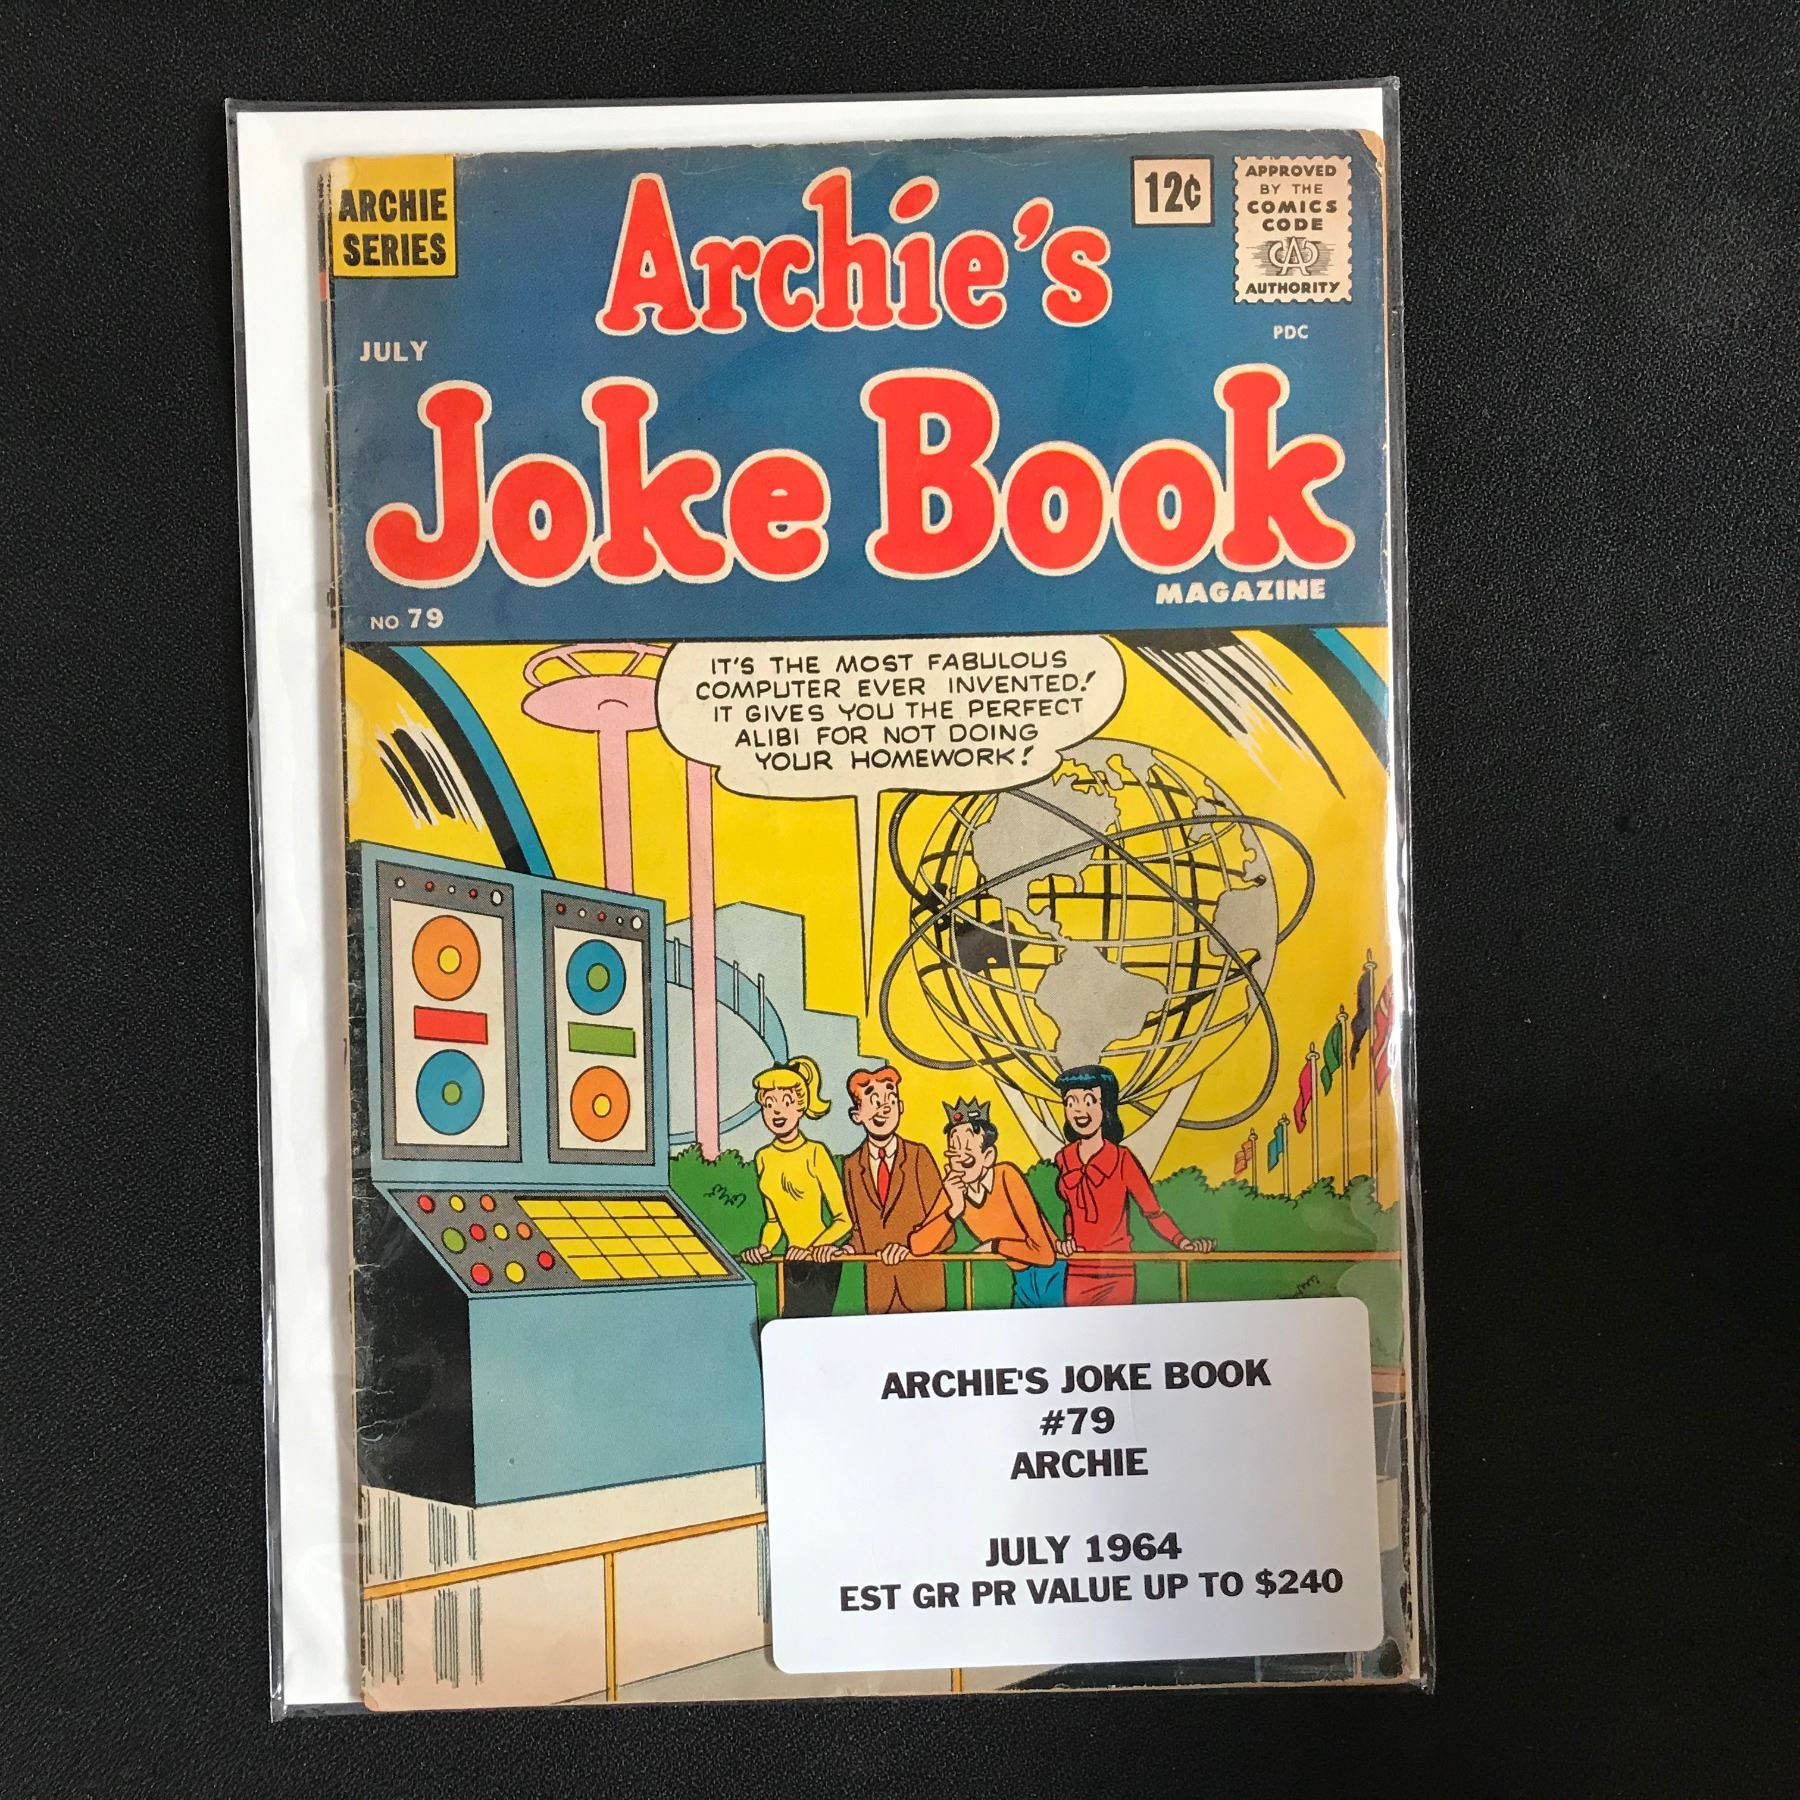 ARCHIE
SERIES
Archie's
12¢
APPROVED
BY THE
COMICS
CODE
CA
AUTHORITY
JULY
PDC
Joke Book
MAGAZINE
NO. 79
IT'S THE MOST FABULOUS
COMPUTER EVER INVENTED!
IT GIVES YOU THE PERFECT
ALIBI FOR NOT DOING
YOUR HOMEWORK!
ARCHIE'S JOKE BOOK
#79
ARCHIE
JULY 1964
EST GR PR VALUE UP TO $240